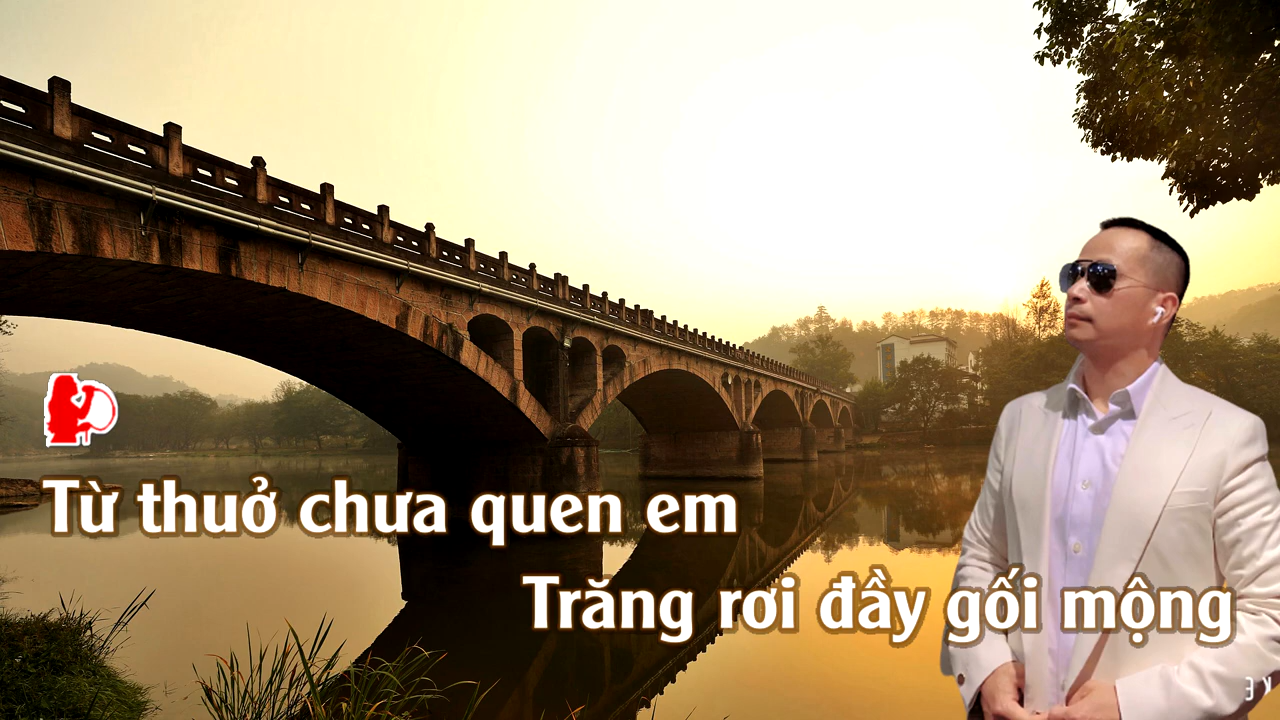 Từ thuở chưa quen em
Trăng rơi đầy gối mộng